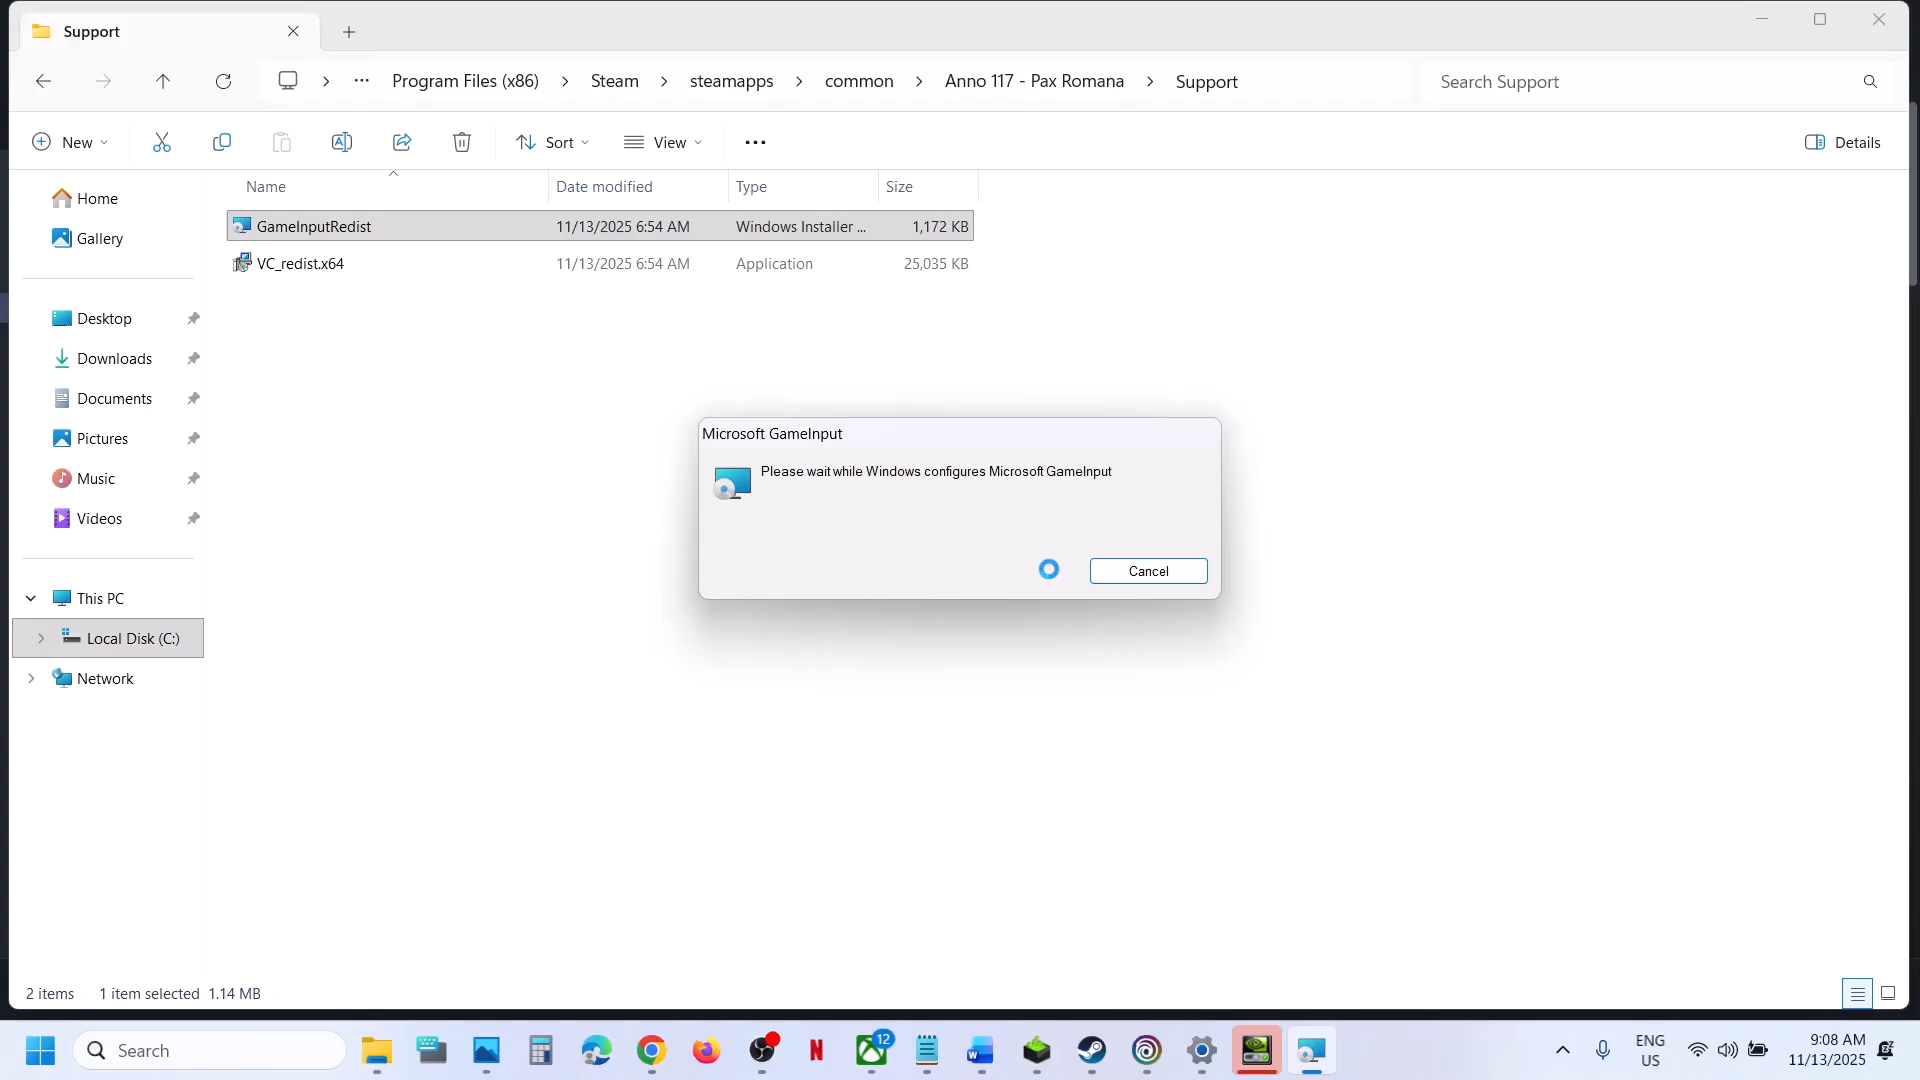 Support
Program Files (x86)
Steam
steamapps
common
Anno 117 - Pax Romana
Support
Search Support
New
Sort
View
Details
Name
Date modified
Type
Size
GameInputRedist
11/13/2025 6:54 AM
Windows Installer ...
1,172 KB
VC_redist.x64
11/13/2025 6:54 AM
Application
25,035 KB
Home
Gallery
Desktop
Downloads
Documents
Pictures
Music
Videos
This PC
Local Disk (C:)
Network
Microsoft GameInput
Please wait while Windows configures Microsoft GameInput
Cancel
2 items
1 item selected 1.14 MB
Search
12
ENG
US
9:08 AM
11/13/2025